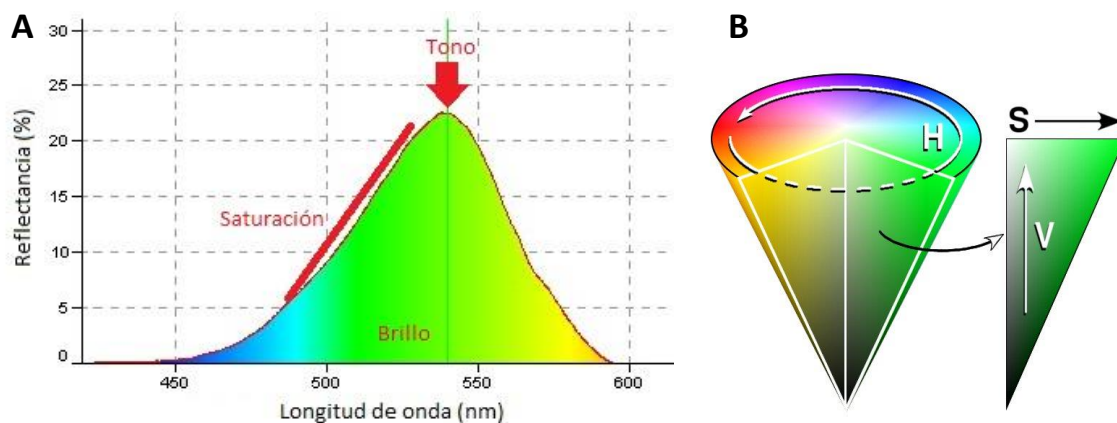 A
B
30
25
20
15
10
5
0
Reflectancia (%)
Tono
Saturación
Brillo
450
500
550
600
Longitud de onda (nm)
H
S
V